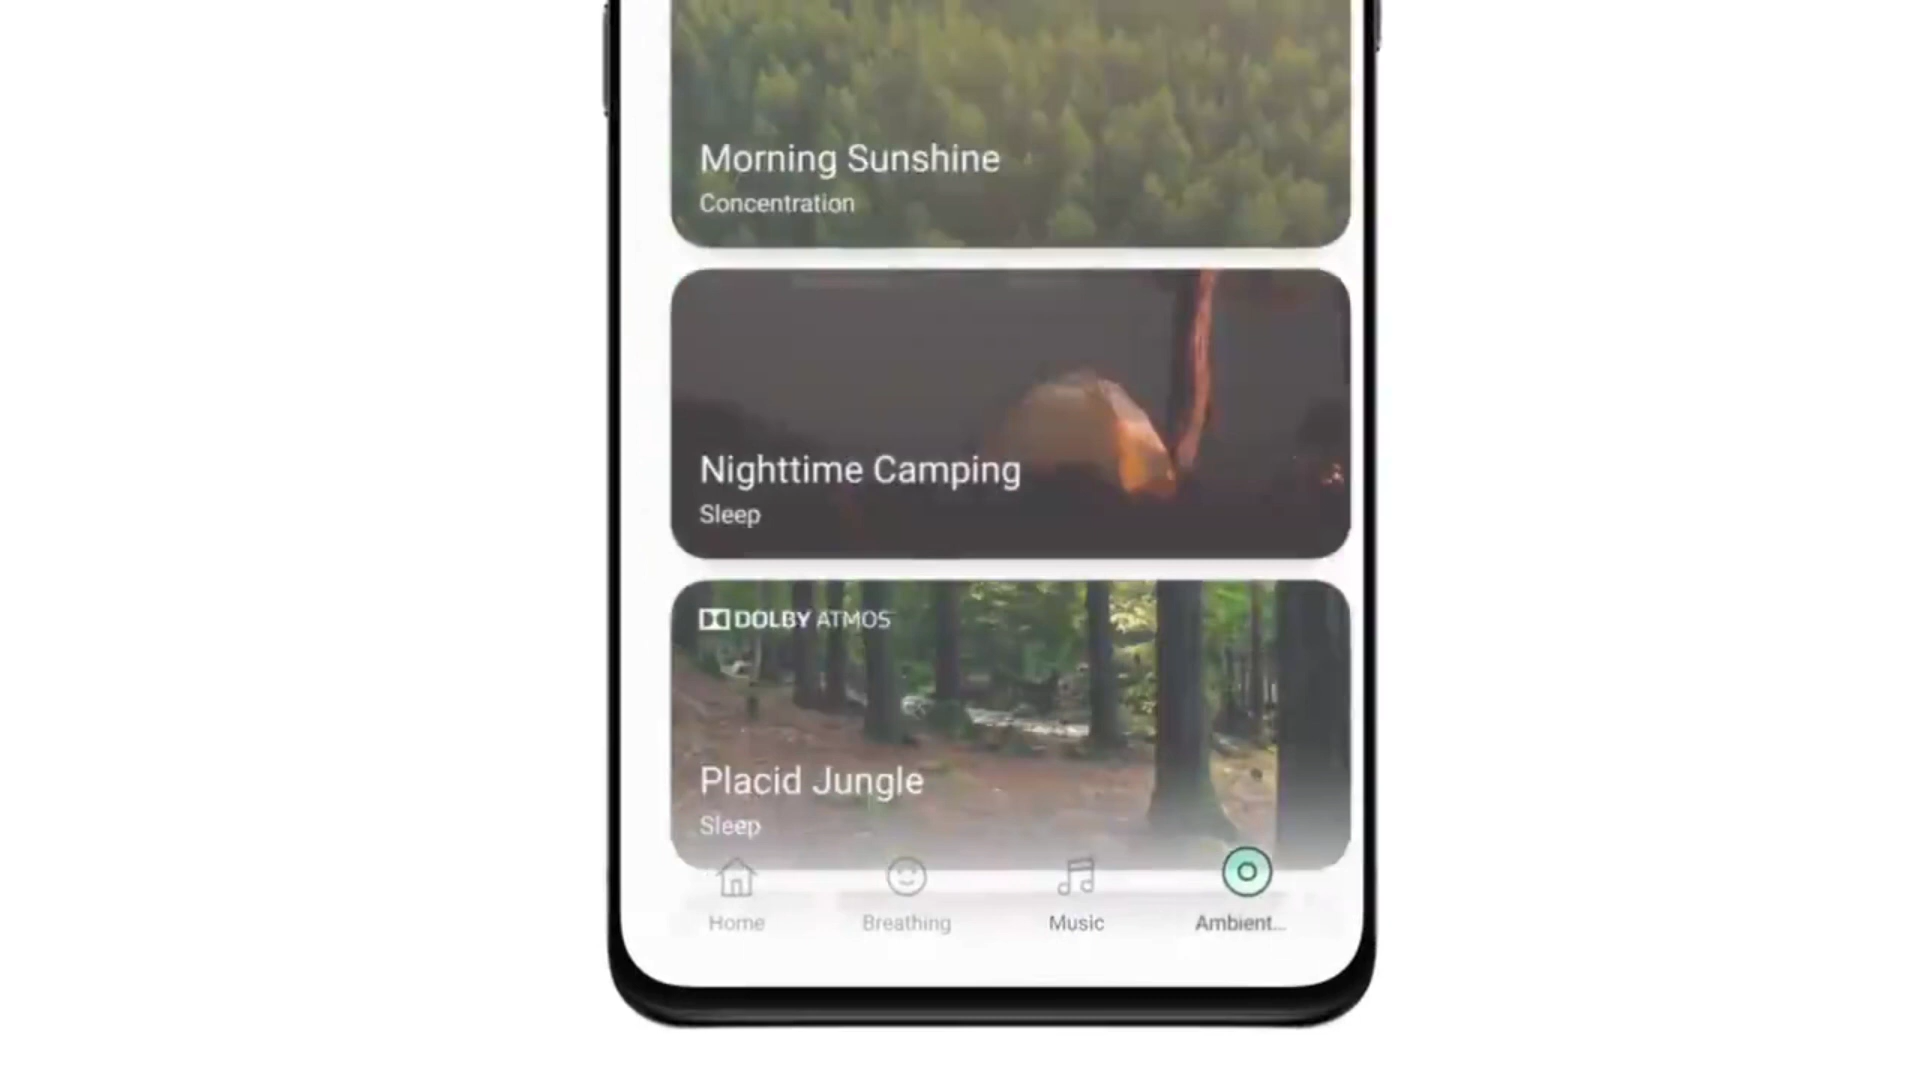 Morning Sunshine
Concentration
Nighttime Camping
Sleep
DOLBY ATMOS
Placid Jungle
Sleep
Home
Breathing
Music
Ambient...